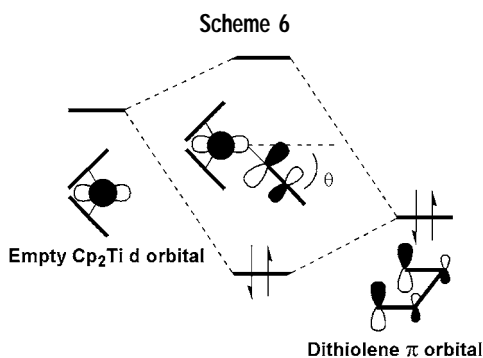 Scheme 6
θ
Empty Cp₂Ti d orbital
Dithiolene π orbital